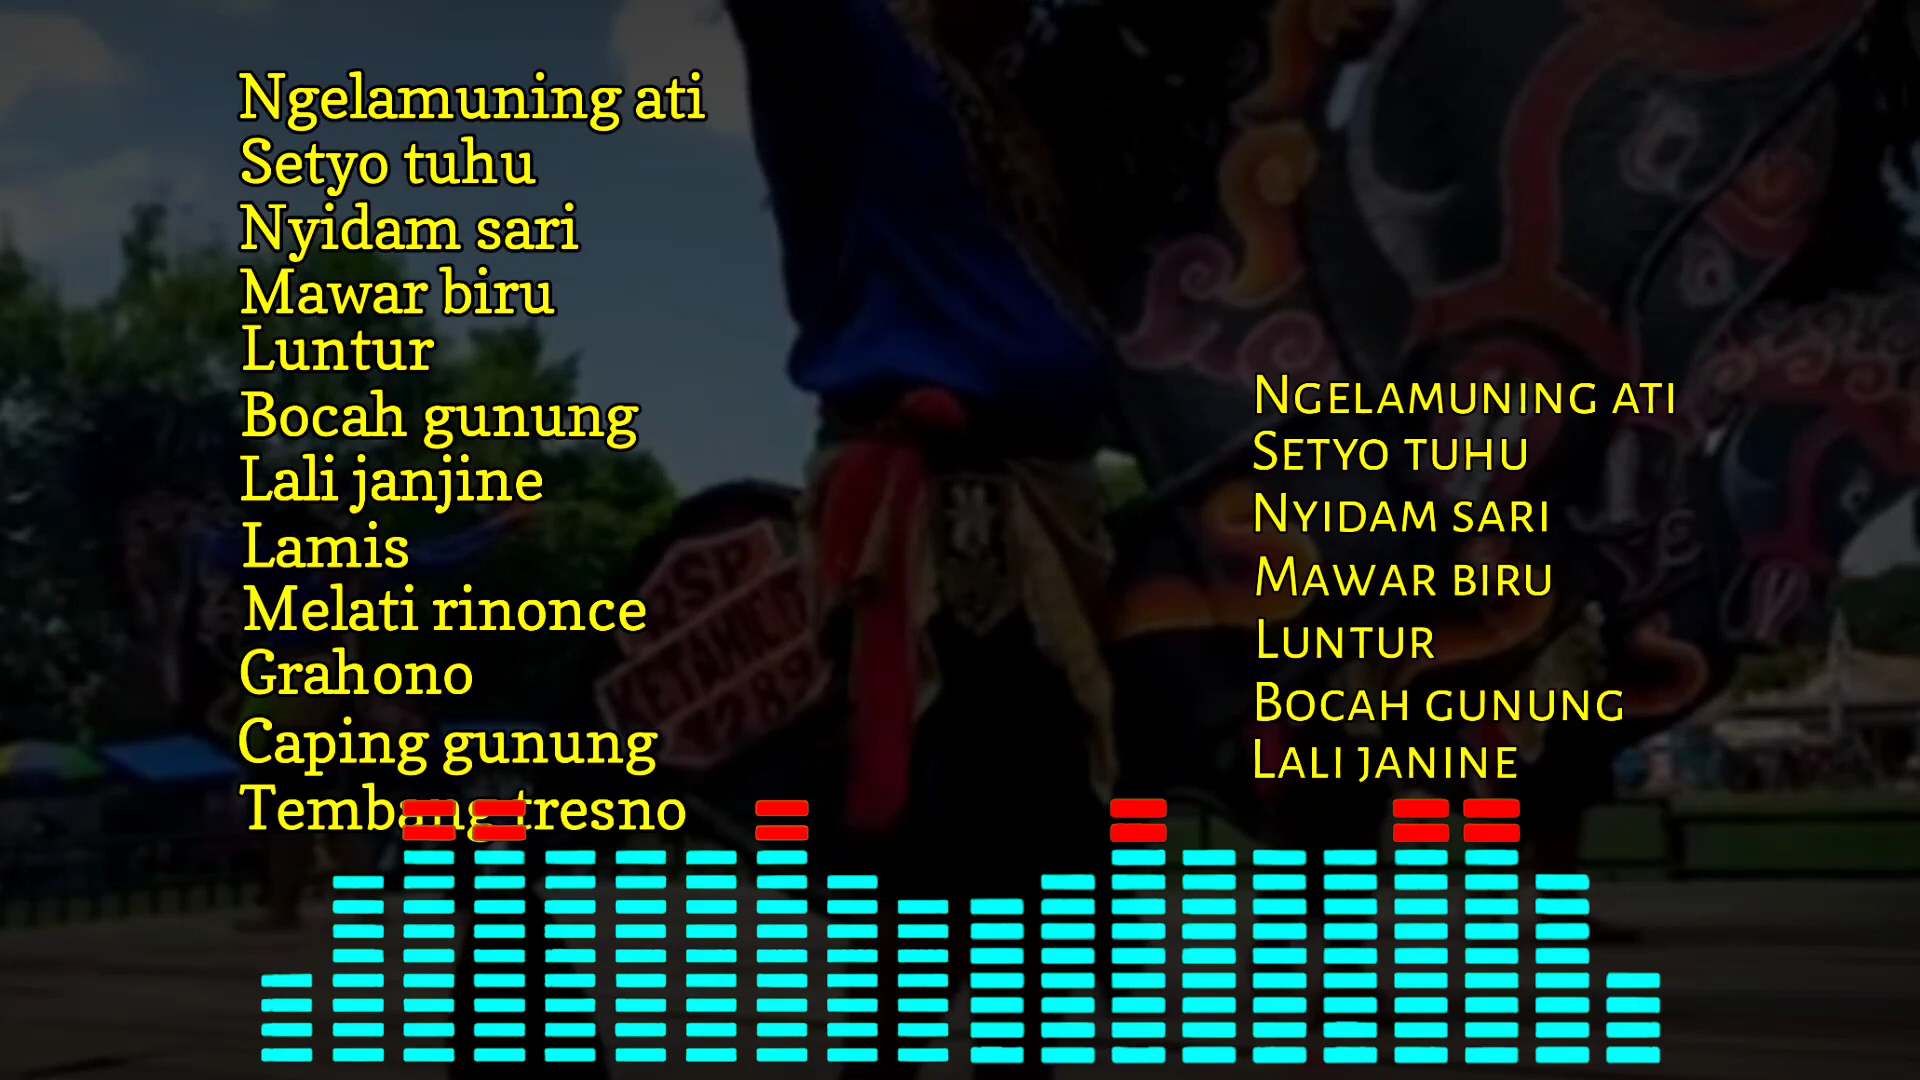 Ngelamuning ati
Setyo tuhu
Nyidam sari
Mawar biru
Luntur
Bocah gunung
Lali janjine
Lamis
Melati rinonce
Grahono
Caping gunung
Tembang tresno
Ngelamuning ati
Setyo tuhu
Nyidam sari
Mawar biru
Luntur
Bocah gunung
Lali janine